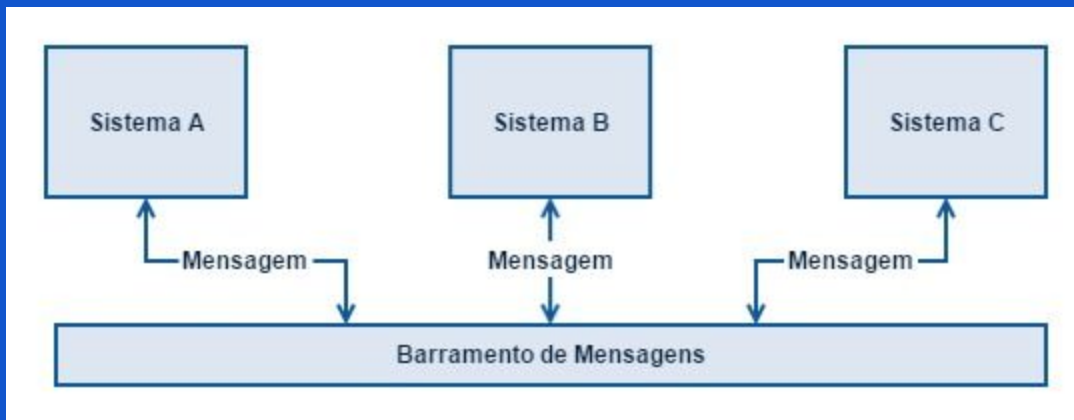 Sistema A
Sistema B
Sistema C
Mensagem
Mensagem
Mensagem
Barramento de Mensagens